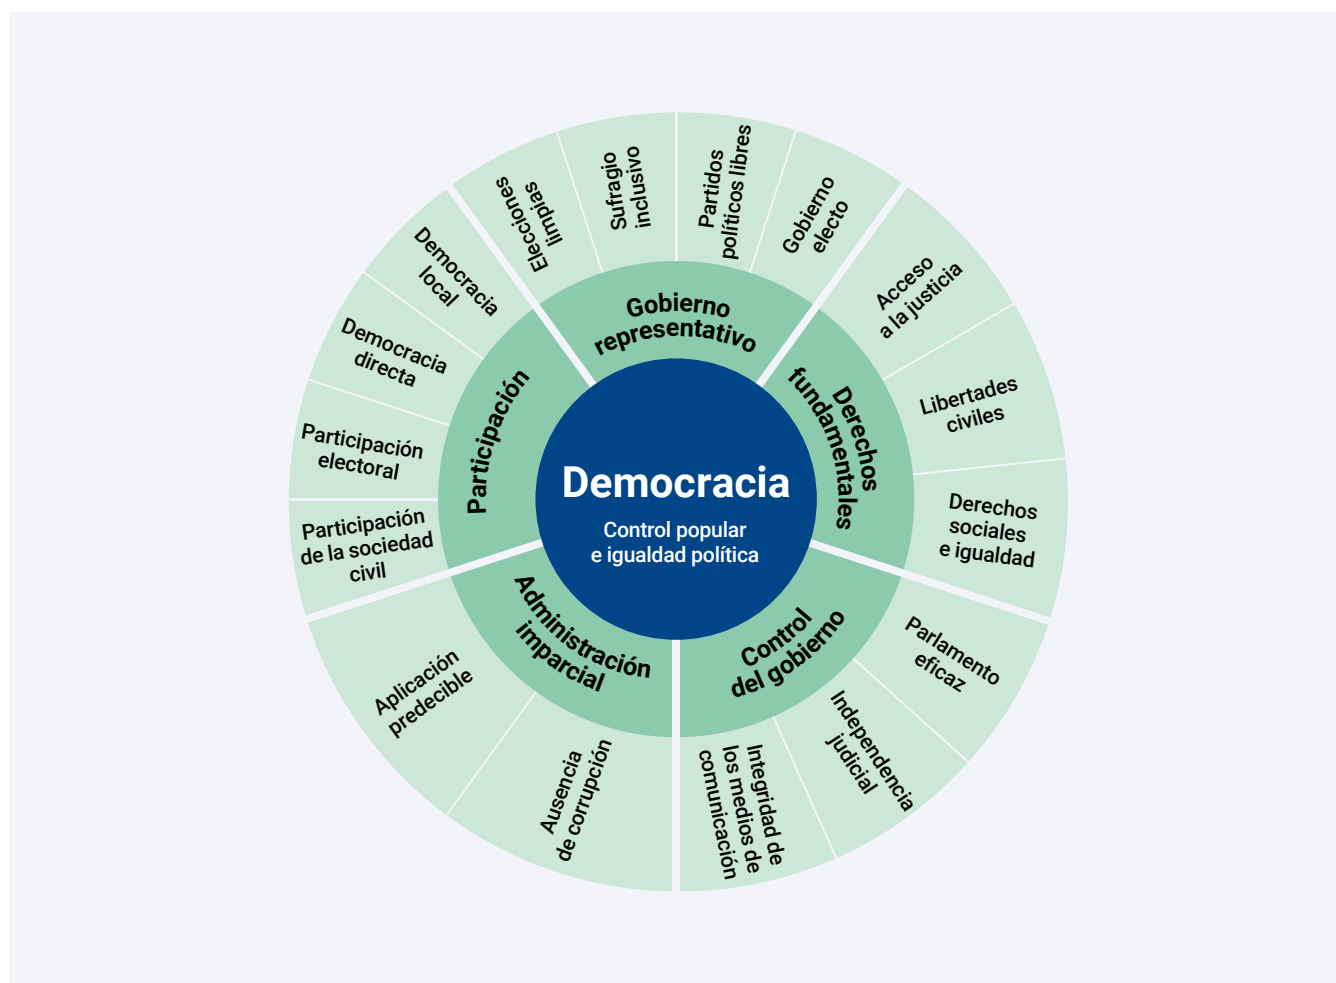 Democracia
Control popular
e igualdad política
Gobierno
representativo
Elecciones
limpias
Sufragio
inclusivo
Partidos
políticos libres
Gobierno
electo
Derechos
fundamentales
Acceso
a la justicia
Libertades
civiles
Derechos
sociales
e igualdad
Control
del gobierno
Parlamento
eficaz
Independencia
judicial
Integridad de
los medios de
comunicación
Administración
imparcial
Ausencia
de corrupción
Aplicación
predecible
Participación
Participación
de la sociedad
civil
Participación
electoral
Democracia
directa
Democracia
local